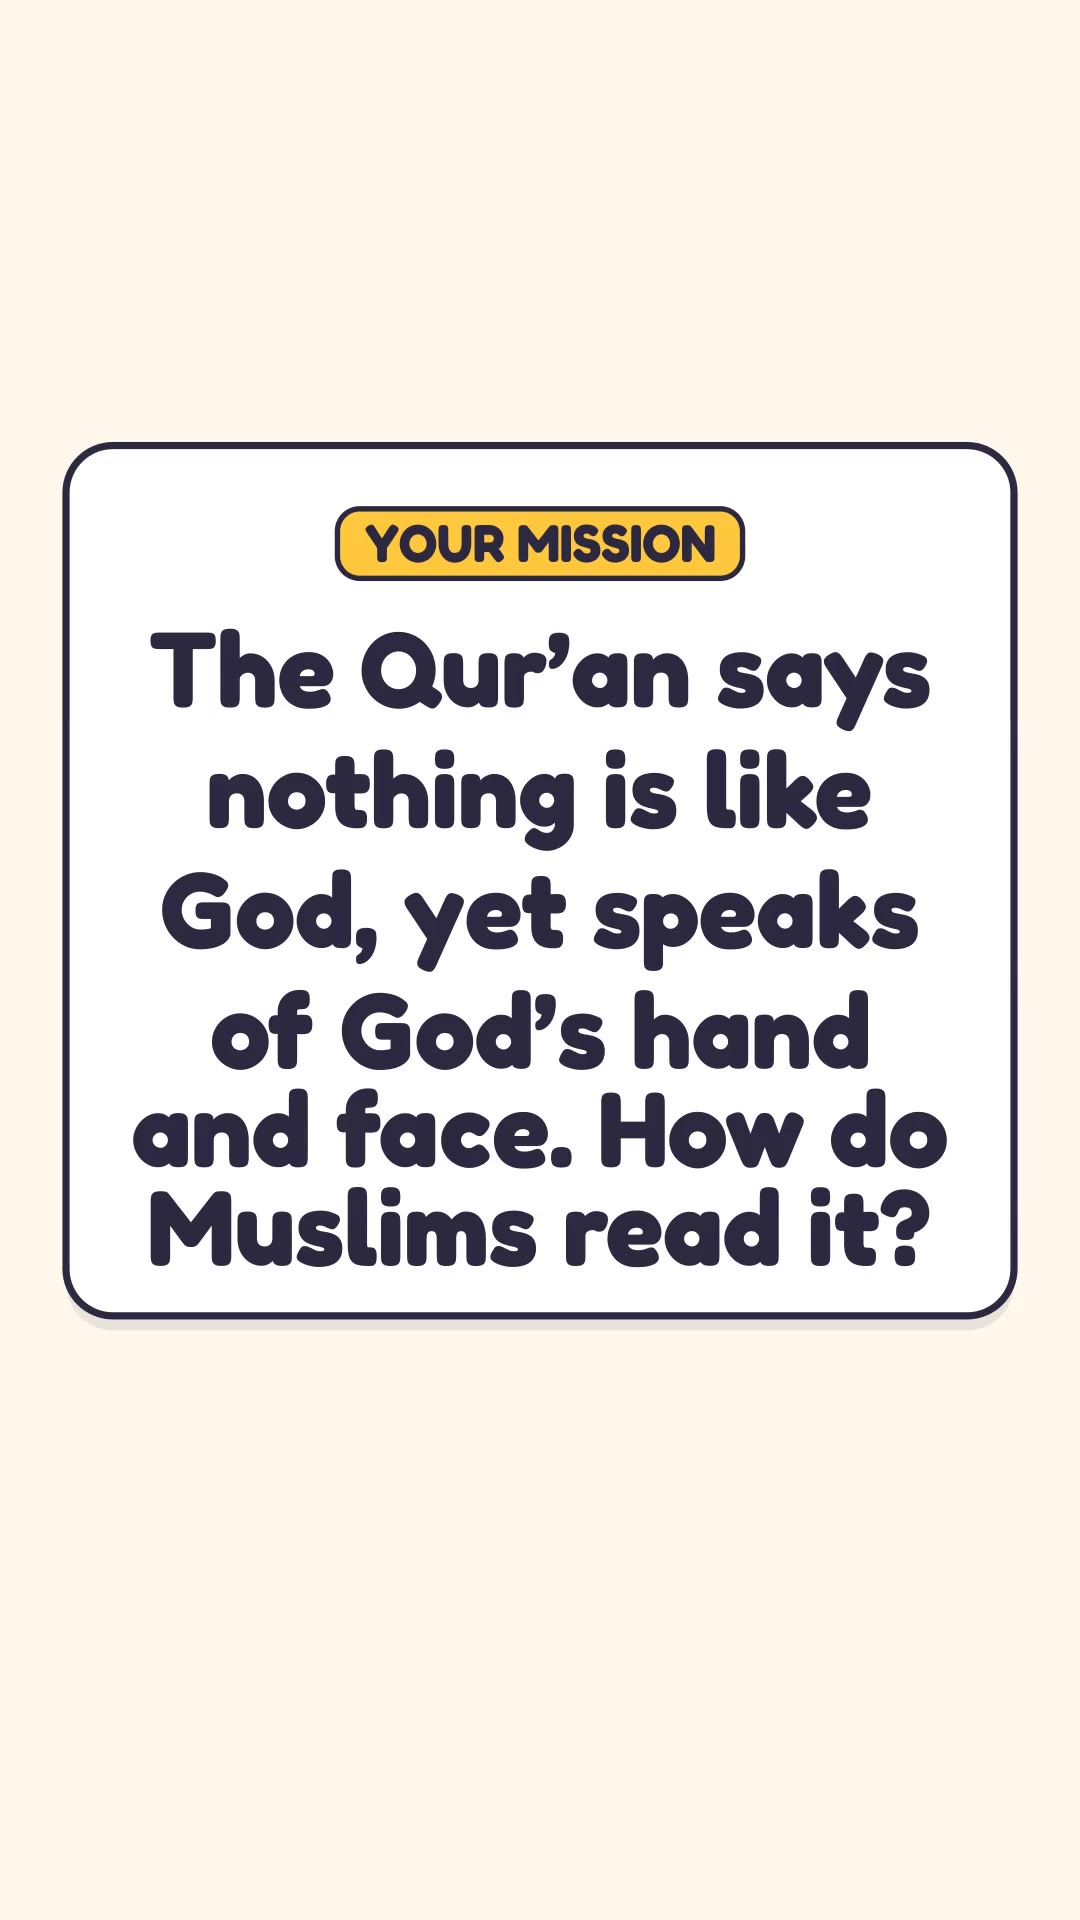 YOUR MISSION
The Qur’an says
nothing is like
God, yet speaks
of God’s hand
and face. How do
Muslims read it?